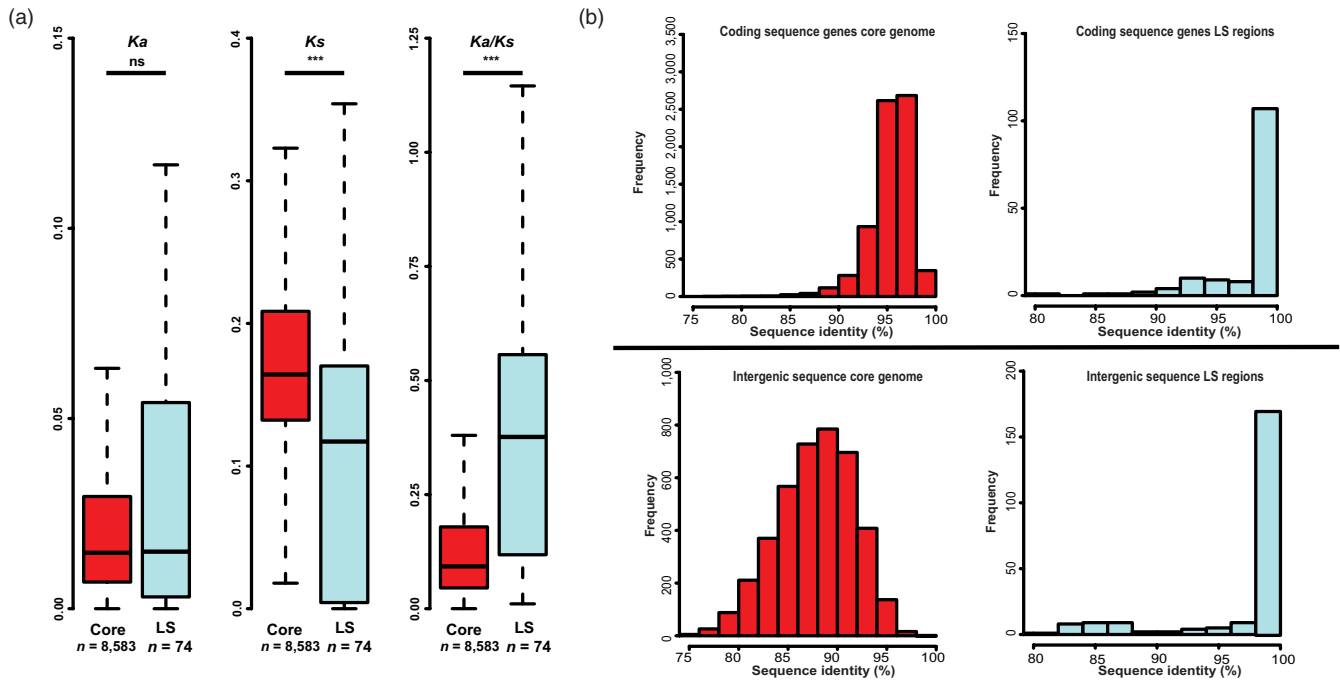 (a)
Ka
ns
0.15
0.10
0.05
0.00
Core
n = 8,583
LS
n = 74
Ks
***
0.4
0.3
0.2
0.1
0.0
Core
n = 8,583
LS
n = 74
Ka/Ks
***
1.25
1.00
0.75
0.50
0.25
0.00
Core
n = 8,583
LS
n = 74
(b)
Coding sequence genes core genome
Frequency
3,500
3,000
2,500
2,000
1,500
1,000
500
0
75 80 85 90 95 100
Sequence identity (%)
Coding sequence genes LS regions
Frequency
150
100
50
0
80 85 90 95 100
Sequence identity (%)
Intergenic sequence core genome
Frequency
1,000
800
600
400
200
0
75 80 85 90 95 100
Sequence identity (%)
Intergenic sequence LS regions
Frequency
200
150
100
50
0
80 85 90 95 100
Sequence identity (%)